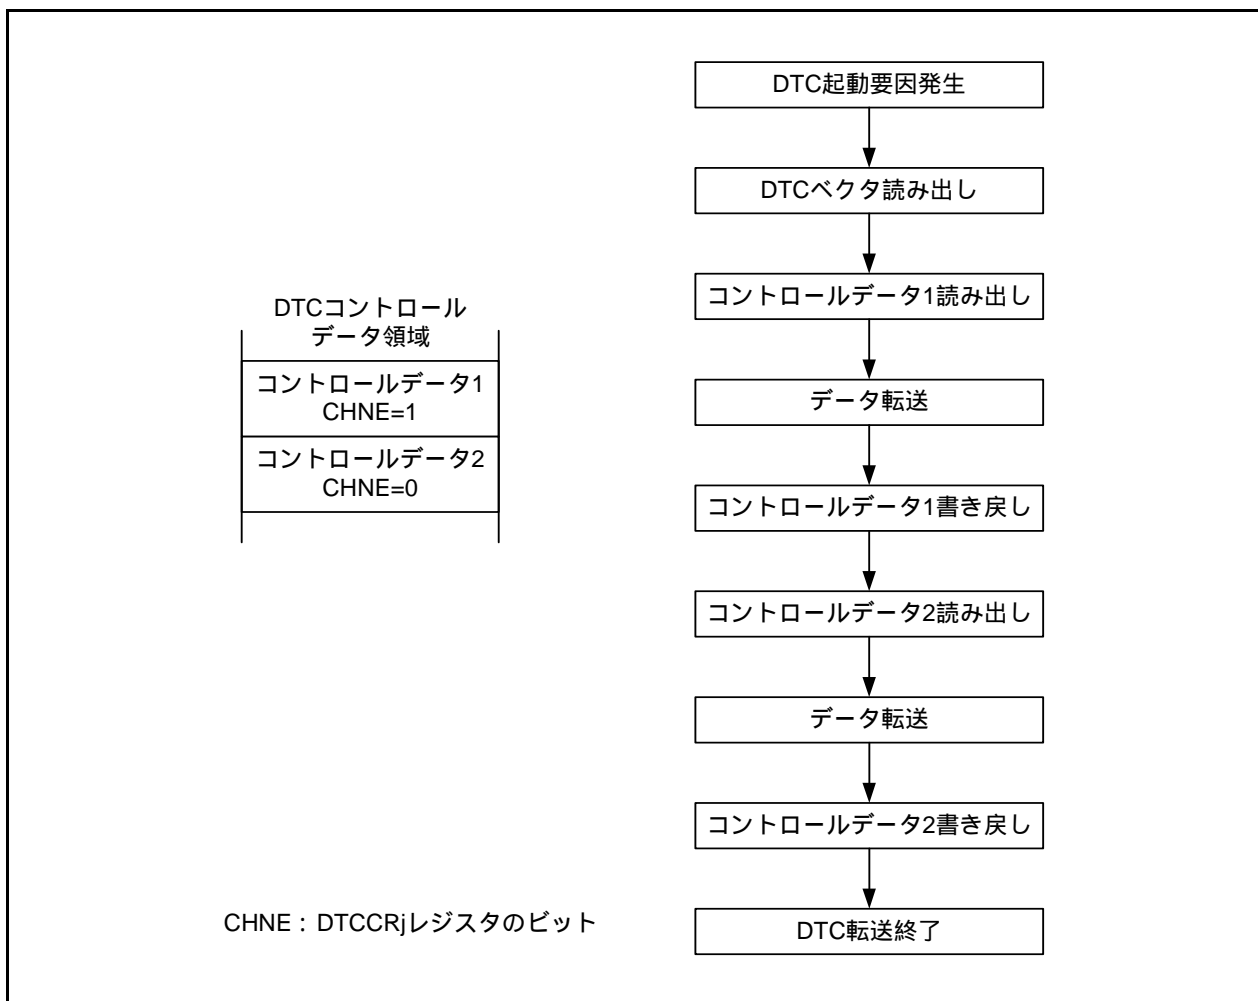 DTCコントロール
データ領域
コントロールデータ1
CHNE=1
コントロールデータ2
CHNE=0
CHNE：DTCCRjレジスタのビット
DTC起動要因発生
DTCベクタ読み出し
コントロールデータ1読み出し
データ転送
コントロールデータ1書き戻し
コントロールデータ2読み出し
データ転送
コントロールデータ2書き戻し
DTC転送終了